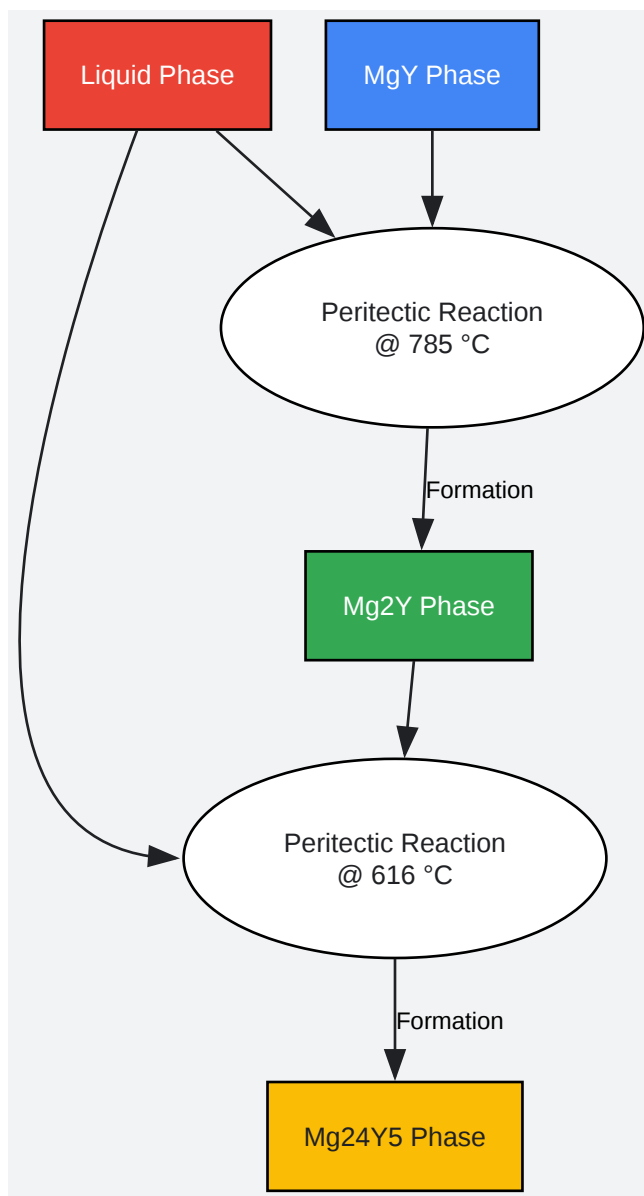 Liquid Phase
MgY Phase
Peritectic Reaction
@ 785 °C
Formation
Mg2Y Phase
Peritectic Reaction
@ 616 °C
Formation
Mg24Y5 Phase